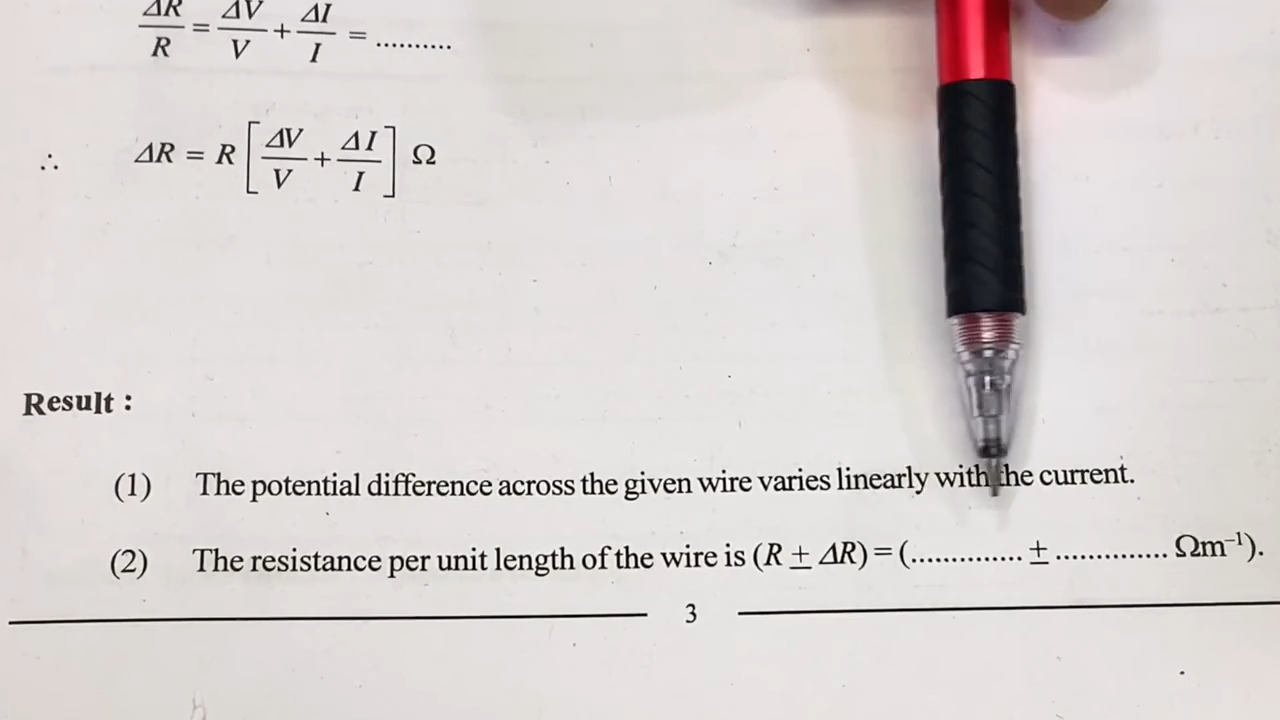 ΔR/R = ΔV/V + ΔI/I = ..........
∴ ΔR = R [ΔV/V + ΔI/I] Ω
Result :
(1) The potential difference across the given wire varies linearly with the current.
(2) The resistance per unit length of the wire is (R ± ΔR) = (............. ± ............. Ωm⁻¹).
3